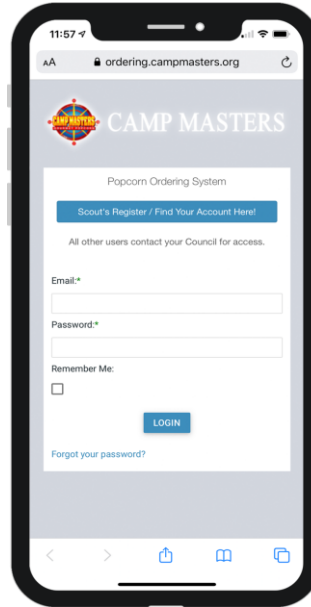 11:57
AA ordering.campmasters.org
CAMP MASTERS CAMP MASTERS
Popcorn Ordering System
Scout's Register / Find Your Account Here!
All other users contact your Council for access.
Email:*
Password:*
Remember Me:
LOGIN
Forgot your password?